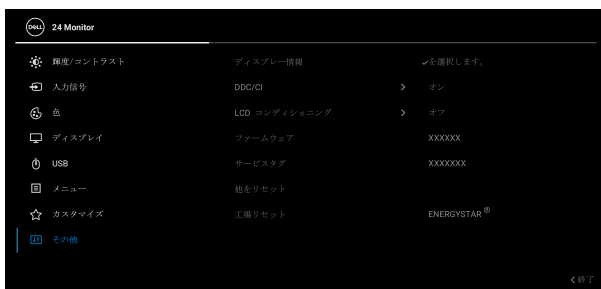 DELL 24 Monitor
輝度/コントラスト ディスプレー情報 ✓を選択します。
入力信号 DDC/CI オン
色 LCD コンディショニング オフ
ディスプレイ ファームウェア XXXXXX
USB サービスタグ XXXXXXX
メニュー 他をリセット
カスタマイズ 工場リセット ENERGYSTAR®
その他
終了